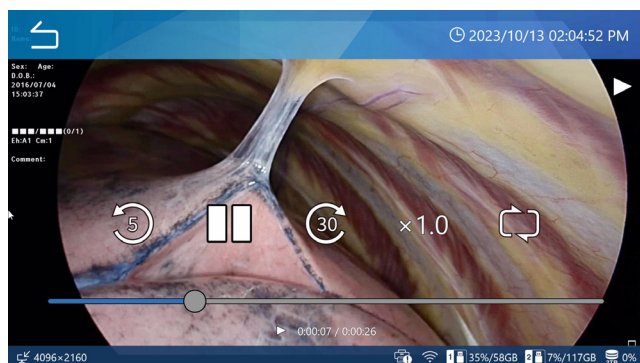 2023/10/13 02:04:52 PM
Sex: Age:
D.O.B.:
2016/07/04
15:03:37
■■■/■■■(0/1)
Eh:A1 Cm:1
Comment:
5
30
×1.0
0:00:07 / 0:00:26
4096×2160
1 35%/58GB 2 7%/117GB 0%